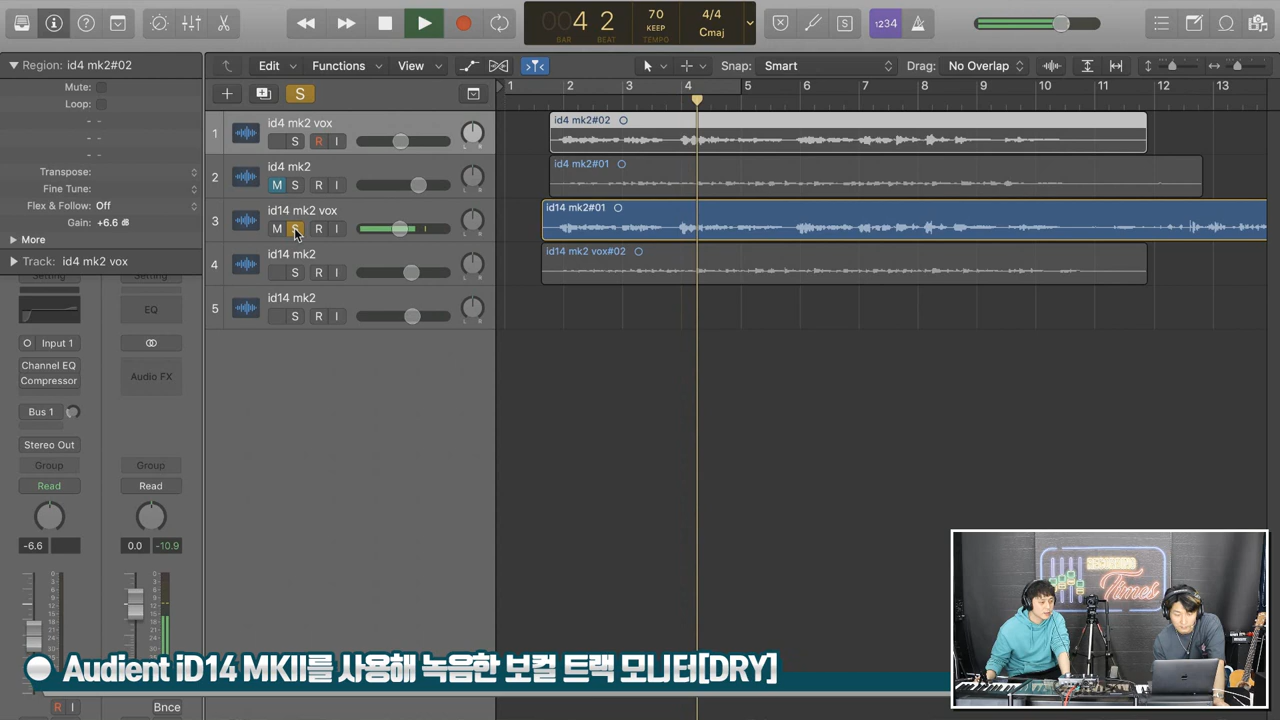 004 2
BAR BEAT
70
KEEP
TEMPO
4/4
Cmaj
1234
S
Region: id4 mk2#02
Mute:
Loop:
Transpose:
Fine Tune:
Flex & Follow: Off
Gain: +6.6 dB
More
Track: id4 mk2 vox
Edit
Functions
View
Snap: Smart
Drag: No Overlap
S
1 2 3 4 5 6 7 8 9 10 11 12 13
1
id4 mk2 vox
S R I
L R
id4 mk2#02
2
id4 mk2
M S R I
L R
id4 mk2#01
3
id14 mk2 vox
M S R I
L R
id14 mk2#01
4
id14 mk2
S R I
L R
id14 mk2 vox#02
5
id14 mk2
S R I
L R
Setting
Setting
EQ
Input 1
Channel EQ
Compressor
Audio FX
Bus 1
Stereo Out
Group
Group
Read
Read
-6.6
0.0
-10.9
R I
Bnce
Times
Audient iD14 MKII를 사용해 녹음한 보컬 트랙 모니터[DRY]